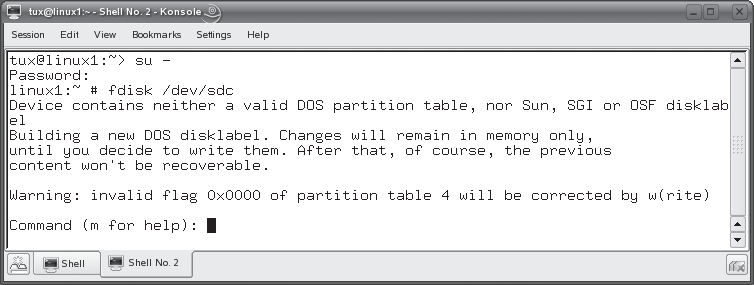 tux@linux1:~ - Shell No. 2 - Konsole
Session Edit View Bookmarks Settings Help
tux@linux1:~> su -
Password:
linux1:~ # fdisk /dev/sdc
Device contains neither a valid DOS partition table, nor Sun, SGI or OSF disklab
el
Building a new DOS disklabel. Changes will remain in memory only,
until you decide to write them. After that, of course, the previous
content won't be recoverable.
Warning: invalid flag 0x0000 of partition table 4 will be corrected by w(rite)
Command (m for help):
Shell Shell No. 2